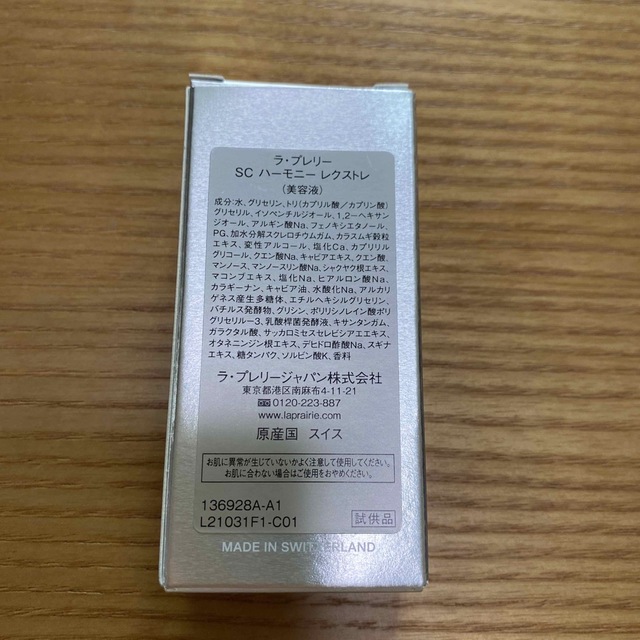 ラ・プレリー
SC ハーモニー レクストレ
(美容液)
成分:水、グリセリン、トリ(カプリル酸/カプリン酸)
グリセリル、イソペンチルジオール、1,2-ヘキサン
ジオール、アルギン酸Na、フェノキシエタノール、
PG、加水分解スクレロチウムガム、カラスムギ穀粒
エキス、変性アルコール、塩化Ca、カプリリル
グリコール、クエン酸Na、キャビアエキス、クエン酸、
マンノース、マンノースリン酸Na、シャクヤク根エキス、
マコンブエキス、塩化Na、ヒアルロン酸Na、
カラギーナン、キャビア油、水酸化Na、アルカリ
ゲネス産生多糖体、エチルヘキシルグリセリン、
バチルス発酵物、グリシン、ポリリシノレイン酸ポリ
グリセリル-3、乳酸桿菌発酵液、キサンタンガム、
ガラクタル酸、サッカロミセスセレビシアエエキス、
オタネニンジン根エキス、デヒドロ酢酸Na、スギナ
エキス、糖タンパク、ソルビン酸K、香料
ラ・プレリージャパン株式会社
東京都港区南麻布4-11-21
0120-223-887
www.laprairie.com
原産国 スイス
お肌に異常が生じていないかよく注意して使用してください。
お肌に合わない場合はご使用をおやめください。
136928A-A1
L21031F1-C01 試供品
MADE IN SWITZERLAND